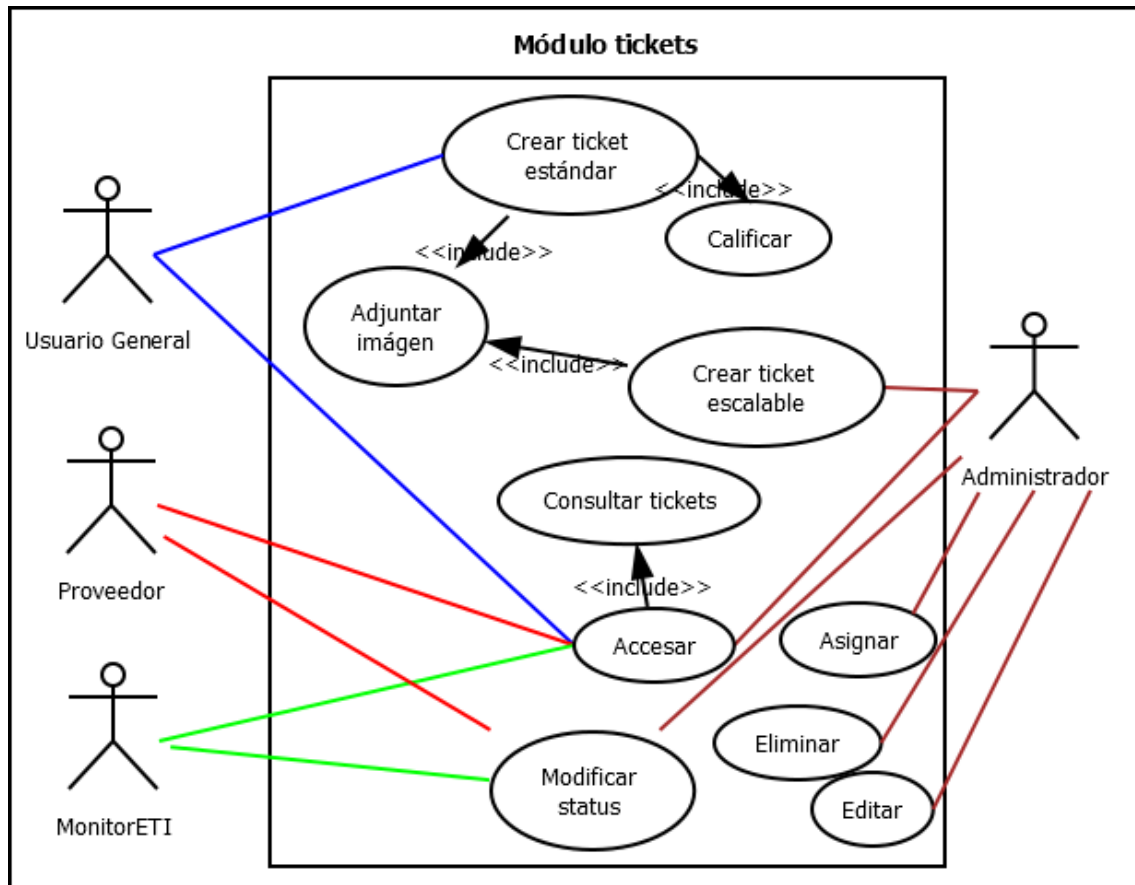 Módulo tickets
Crear ticket
estándar
<<include>>
Calificar
<<include>>
Adjuntar
imágen
Usuario General
<<include>>
Crear ticket
escalable
Administrador
Consultar tickets
Proveedor
<<include>>
Accesar
Asignar
Eliminar
Modificar
status
Editar
MonitorETI